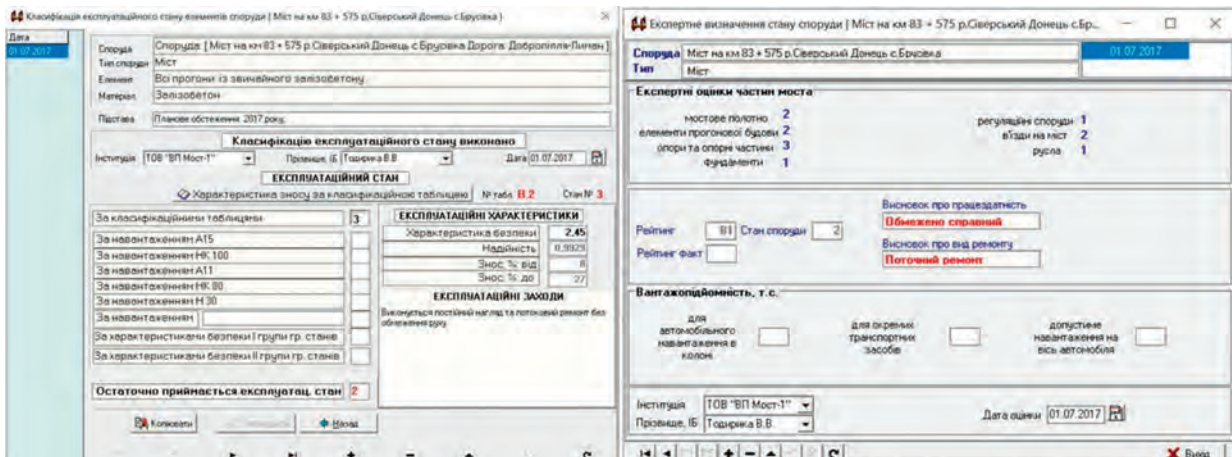 Класифікація експлуатаційного стану елементів споруди [ Міст на км 83 + 575 р.Сіверський Донець с.Брусівка ]
Дата
01.07.2017
Споруда Споруда: [ Міст на км 83 + 575 р.Сіверський Донець с.Брусівка Дорога: Добропілля-Лиман ]
Тип споруди Міст
Елемент Всі прогони із звичайного залізобетону
Матеріал Залізобетон
Підстава Планове обстеження 2017 року.
Класифікацію експлуатаційного стану виконано
Інституція ТОВ "ВП Мост-1" Прізвище, ІБ Тодиріка В.В. Дата 01.07.2017
ЕКСПЛУАТАЦІЙНИЙ СТАН
Характеристика зносу за класифікаційною таблицею № табл. В.2 Стан № 3
За класифікаційними таблицями 3
За навантаженням А15
За навантаженням НК 100
За навантаженням А11
За навантаженням НК 80
За навантаженням Н 30
За навантаженням
За характеристиками безпеки І групи гр. станів
За характеристиками безпеки ІІ групи гр. станів
Остаточно приймається експлуатац. стан 2
ЕКСПЛУАТАЦІЙНІ ХАРАКТЕРИСТИКИ
Характеристика безпеки 2,45
Надійність 0,9929
Знос, % від 8
Знос, % до 27
ЕКСПЛУАТАЦІЙНІ ЗАХОДИ
Виконується постійний нагляд та поточний ремонт без
обмеження руху.
Копіювати Назад
Експертне визначення стану споруди [ Міст на км 83 + 575 р.Сіверський Донець с.Бр...
Споруда Міст на км 83 + 575 р.Сіверський Донець с.Брусівка 01.07.2017
Тип Міст
Експертні оцінки частин моста
мостове полотно 2
елементи прогонової будови 2
опори та опорні частини 3
фундаменти 1
регуляційні споруди 1
в'їзди на міст 2
русла 1
Рейтинг 81 Стан споруди 2
Рейтинг факт
Висновок про працездатність
Обмежено справний
Висновок про вид ремонту
Поточний ремонт
Вантажопідйомність, т.с.
для
автомобільного
навантаження в
колоні
для окремих
транспортних
засобів
допустиме
навантаження на
вісь автомобіля
Інституція ТОВ "ВП Мост-1"
Прізвище, ІБ Тодиріка В.В.
Дата оцінки 01.07.2017
Вихід